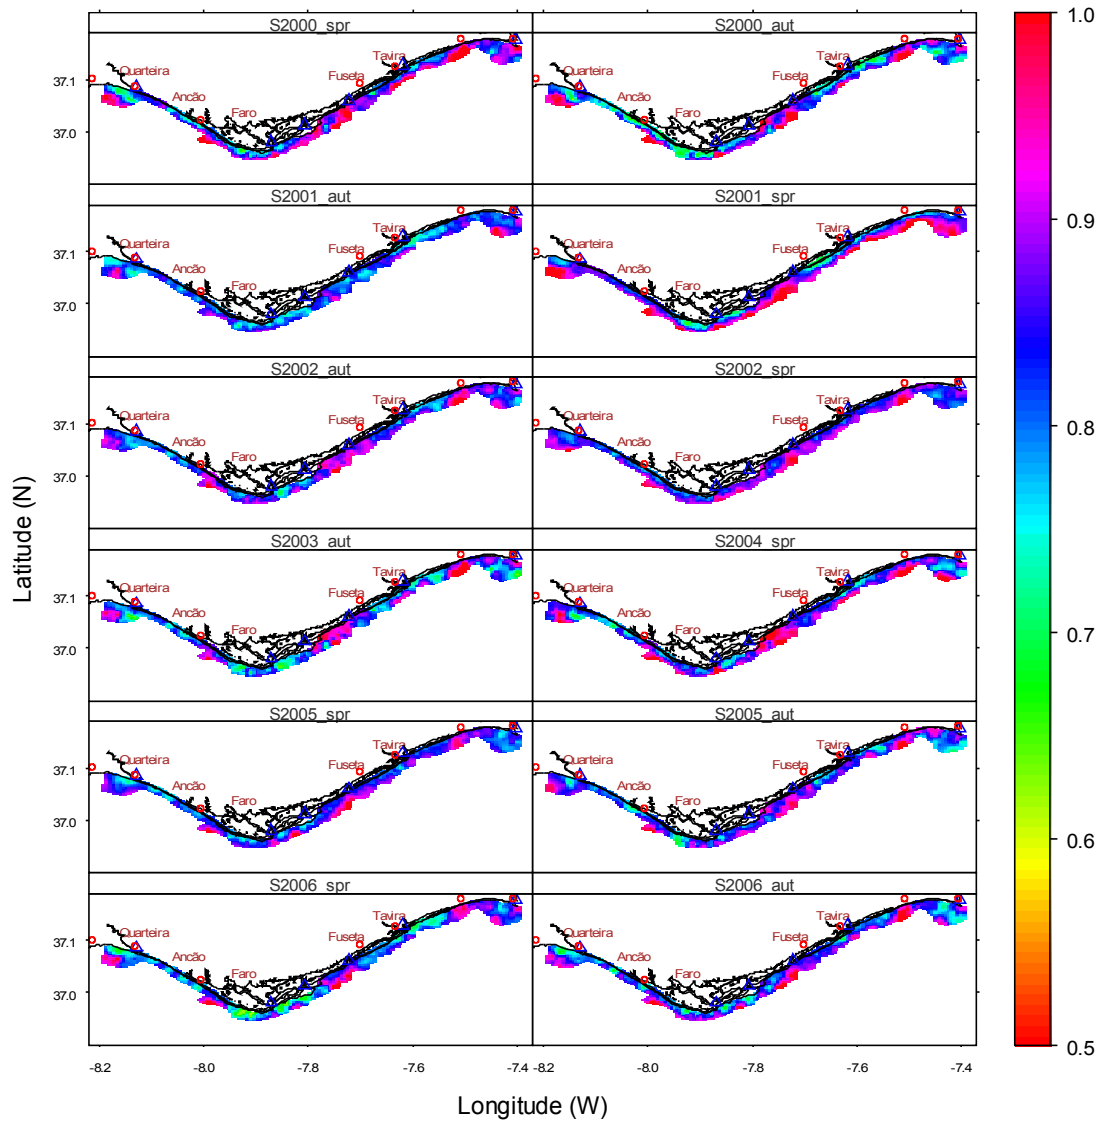 S2000_spr
S2000_aut
1.0
Tavira
Tavira
Quarteira
Fuseta
Quarteira
Fuseta
37.1
Ancão
Faro
Ancão
Faro
37.0
S2001_aut
S2001_spr
0.9
Tavira
Tavira
Quarteira
Fuseta
Quarteira
Fuseta
37.1
Ancão
Faro
Ancão
Faro
37.0
S2002_aut
S2002_spr
Tavira
Tavira
Quarteira
Fuseta
Quarteira
Fuseta
0.8
37.1
Ancão
Faro
Ancão
Faro
37.0
Latitude (N)
S2003_aut
S2004_spr
Tavira
Tavira
Quarteira
Fuseta
Quarteira
Fuseta
37.1
Ancão
Faro
Ancão
Faro
0.7
37.0
S2005_spr
S2005_aut
Tavira
Tavira
Quarteira
Fuseta
Quarteira
Fuseta
37.1
Ancão
Faro
Ancão
Faro
37.0
0.6
S2006_spr
S2006_aut
Tavira
Tavira
Quarteira
Fuseta
Quarteira
Fuseta
37.1
Ancão
Faro
Ancão
Faro
37.0
0.5
-8.2 -8.0 -7.8 -7.6 -7.4 -8.2 -8.0 -7.8 -7.6 -7.4
Longitude (W)